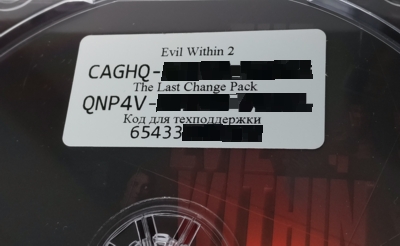 Evil Within 2
CAGHQ-
The Last Change Pack
QNP4V-
Код для техподдержки
65433